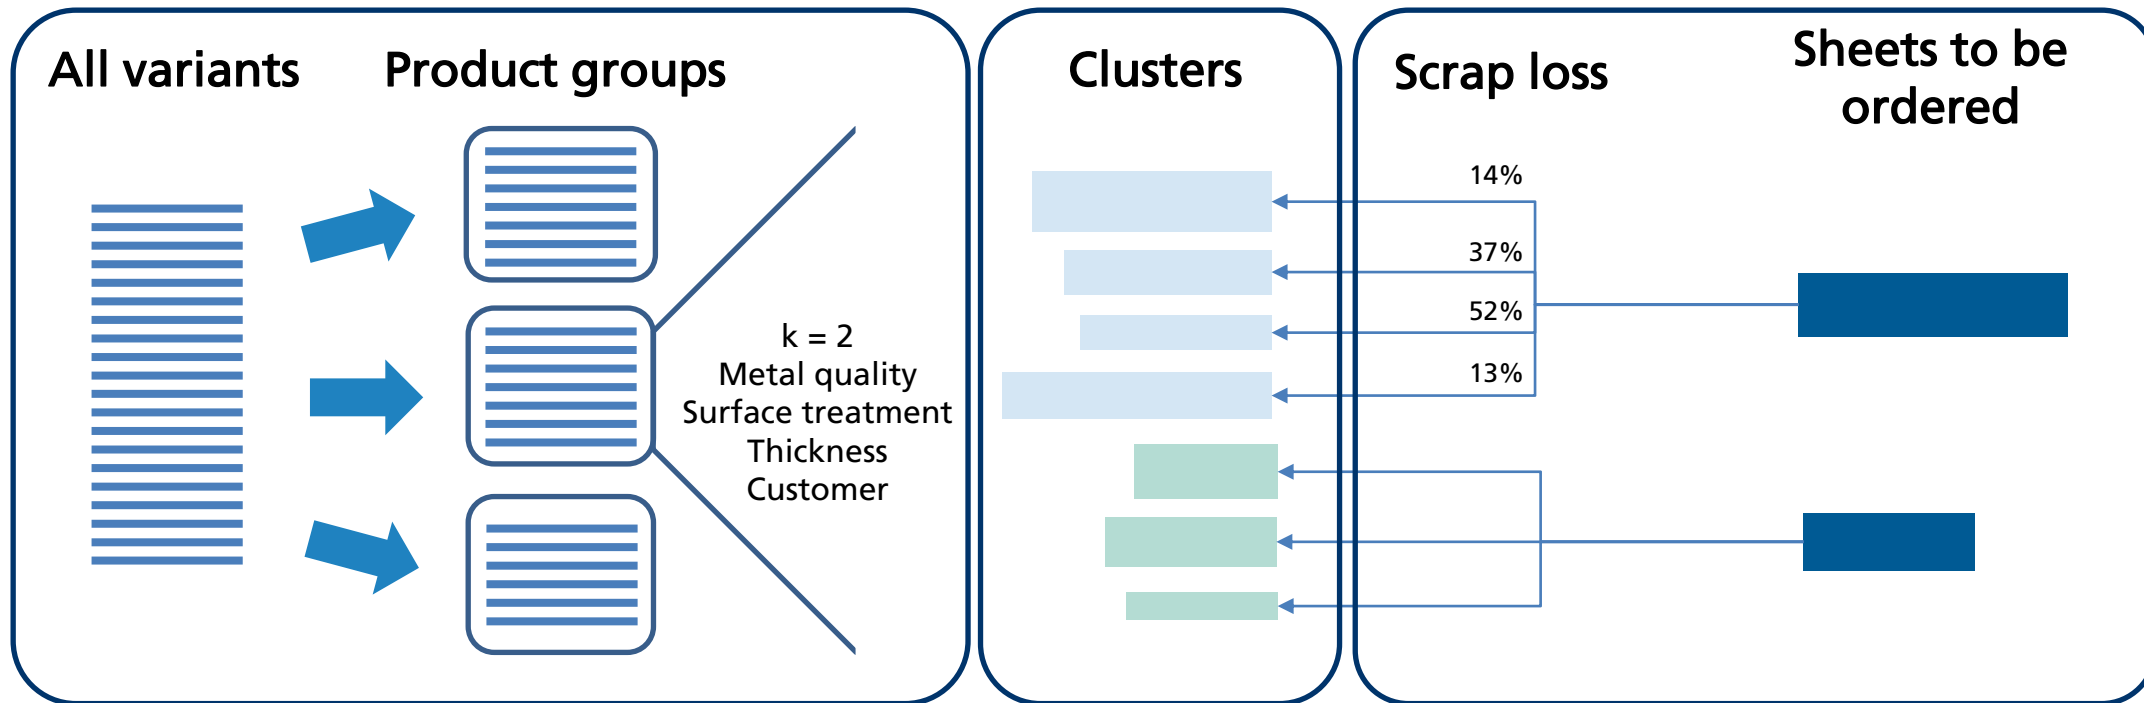 All variants
Product groups
k = 2
Metal quality
Surface treatment
Thickness
Customer
Clusters
Scrap loss
14%
37%
52%
13%
Sheets to be
ordered